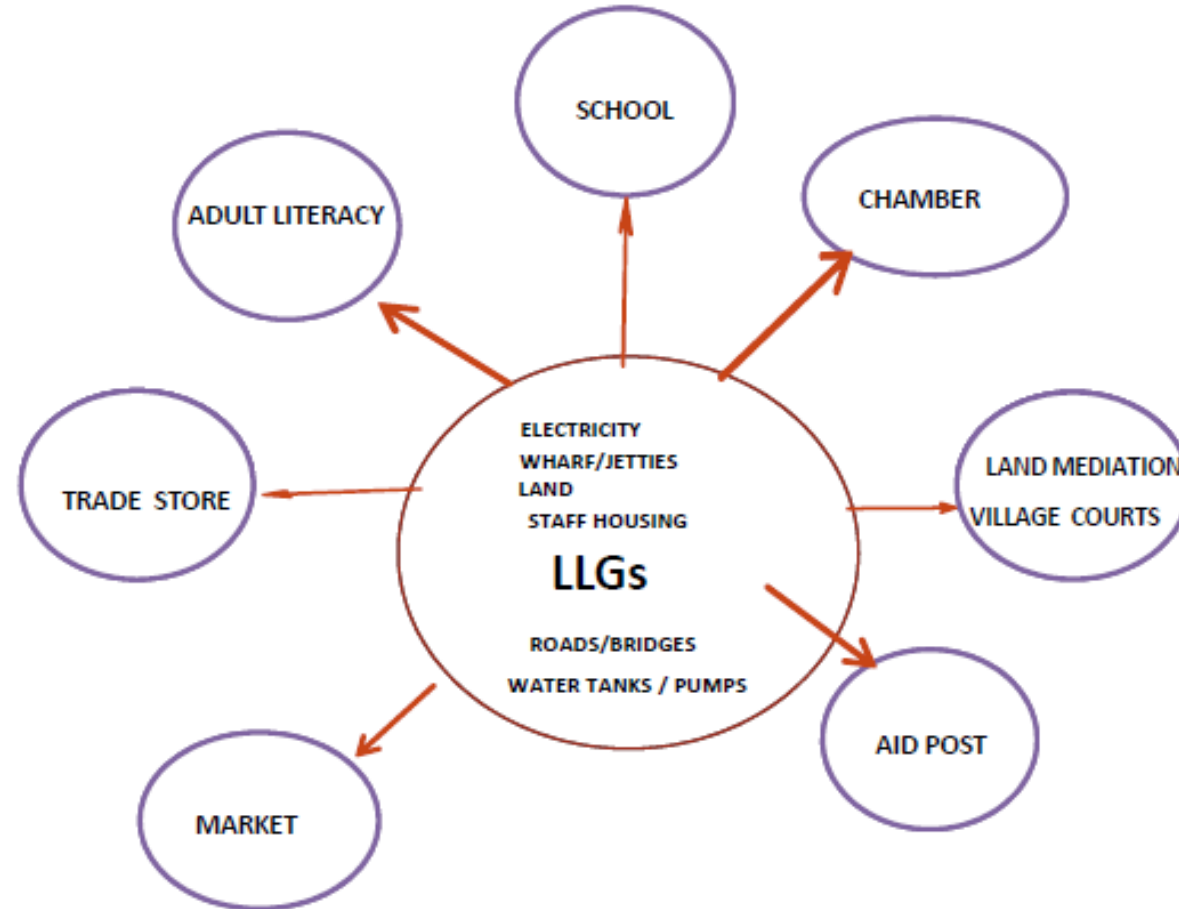 SCHOOL
CHAMBER
ADULT LITERACY
LAND MEDIATION
VILLAGE COURTS
TRADE STORE
ELECTRICITY
WHARF/JETTIES
LAND
STAFF HOUSING
LLGs
ROADS/BRIDGES
WATER TANKS / PUMPS
AID POST
MARKET